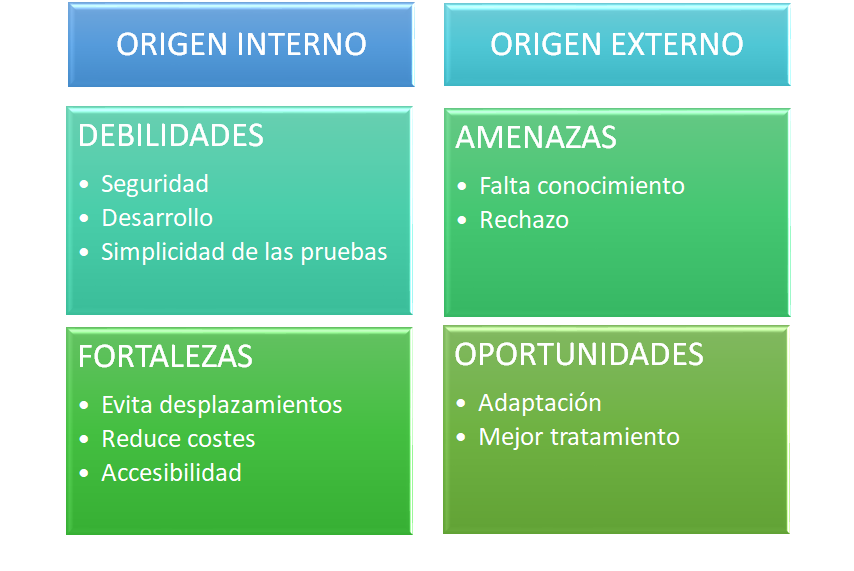 ORIGEN INTERNO
ORIGEN EXTERNO
DEBILIDADES
• Seguridad
• Desarrollo
• Simplicidad de las pruebas
AMENAZAS
• Falta conocimiento
• Rechazo
FORTALEZAS
• Evita desplazamientos
• Reduce costes
• Accesibilidad
OPORTUNIDADES
• Adaptación
• Mejor tratamiento